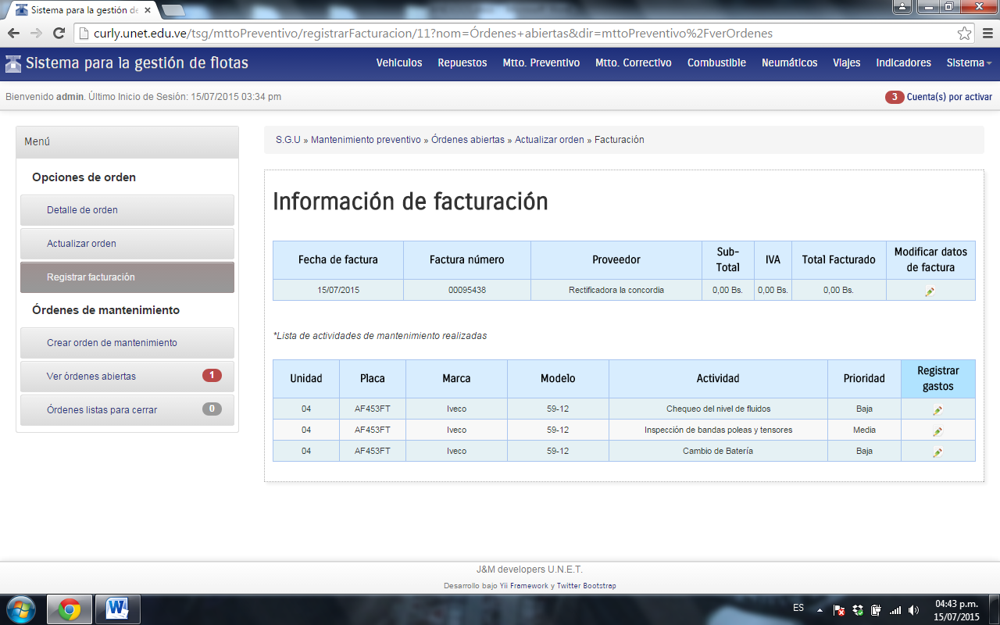 Sistema para la gestión de
curly.unet.edu.ve/tsg/mttoPreventivo/registrarFacturacion/11?nom=Órdenes+abiertas&dir=mttoPreventivo%2FverOrdenes
Sistema para la gestión de flotas
Vehiculos Repuestos Mtto. Preventivo Mtto. Correctivo Combustible Neumáticos Viajes Indicadores Sistema
Bienvenido admin. Último Inicio de Sesión: 15/07/2015 03:34 pm
3 Cuenta(s) por activar
Menú
Opciones de orden
Detalle de orden
Actualizar orden
Registrar facturación
Órdenes de mantenimiento
Crear orden de mantenimiento
Ver órdenes abiertas 1
Órdenes listas para cerrar 0
S.G.U » Mantenimiento preventivo » Órdenes abiertas » Actualizar orden » Facturación
Información de facturación
Fecha de factura Factura número Proveedor Sub-Total IVA Total Facturado Modificar datos de factura
15/07/2015 00095438 Rectificadora la concordia 0,00 Bs. 0,00 Bs. 0,00 Bs.
*Lista de actividades de mantenimiento realizadas
Unidad Placa Marca Modelo Actividad Prioridad Registrar gastos
04 AF453FT Iveco 59-12 Chequeo del nivel de fluidos Baja
04 AF453FT Iveco 59-12 Inspección de bandas poleas y tensores Media
04 AF453FT Iveco 59-12 Cambio de Batería Baja
J&M developers U.N.E.T.
Desarrollo bajo Yii Framework y Twitter Bootstrap
ES
04:43 p.m.
15/07/2015